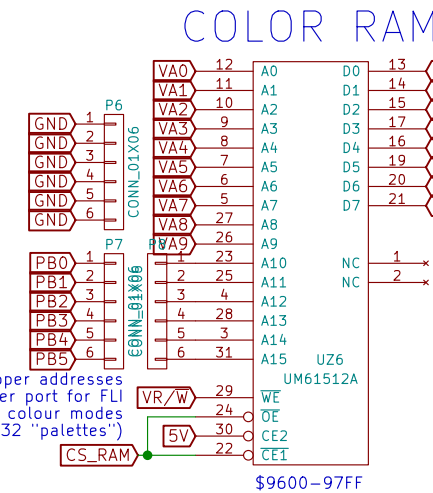 COLOR RAM
P6
GND 1
GND 2
GND 3
GND 4
GND 5
GND 6
CONN_01X06
P7
PB0 1
PB1 2
PB2 3
PB3 4
PB4 5
PB5 6
CONN_01X06
P8
1
2
3
4
5
6
CONN_01X06
VA0 12 A0
VA1 11 A1
VA2 10 A2
VA3 9 A3
VA4 8 A4
VA5 7 A5
VA6 6 A6
VA7 5 A7
VA8 27 A8
VA9 26 A9
23 A10
25 A11
4 A12
28 A13
3 A14
31 A15
D0 13
D1 14
D2 15
D3 17
D4 16
D5 19
D6 20
D7 21
NC 1
NC 2
UZ6
UM61512A
VR/W 29 WE
24 OE
5V 30 CE2
CS_RAM 22 CE1
pper addresses
er port for FLI
colour modes
32 "palettes")
$9600-97FF